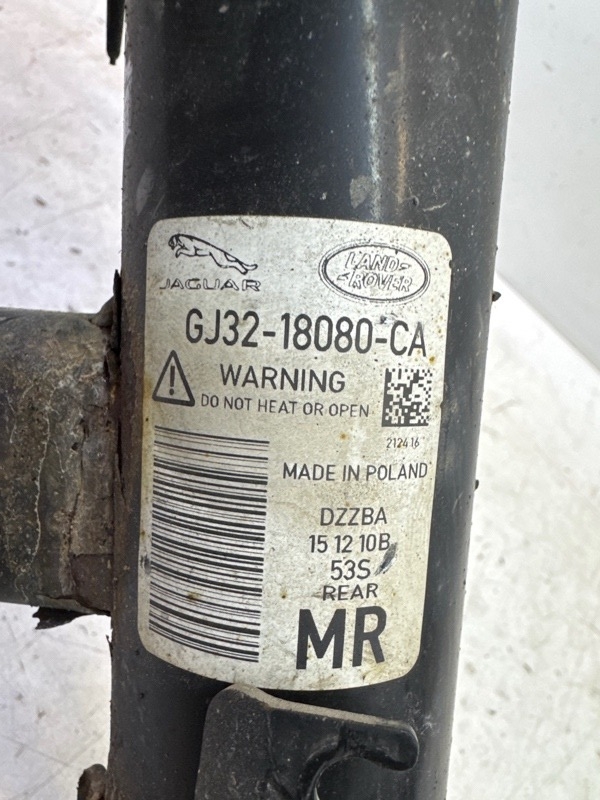 JAGUAR
LAND
ROVER
GJ32-18080-CA
WARNING
DO NOT HEAT OR OPEN
212416
MADE IN POLAND
DZZBA
15 12 10B
53S
REAR
MR